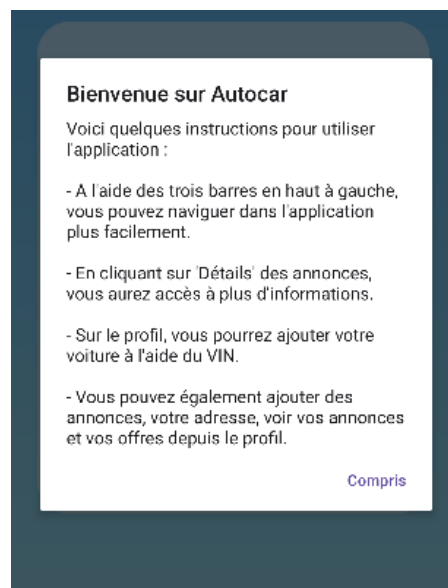 Bienvenue sur Autocar
Voici quelques instructions pour utiliser
l'application :
- A l'aide des trois barres en haut à gauche,
vous pouvez naviguer dans l'application
plus facilement.
- En cliquant sur 'Détails' des annonces,
vous aurez accès à plus d'informations.
- Sur le profil, vous pourrez ajouter votre
voiture à l'aide du VIN.
- Vous pouvez également ajouter des
annonces, votre adresse, voir vos annonces
et vos offres depuis le profil.
Compris